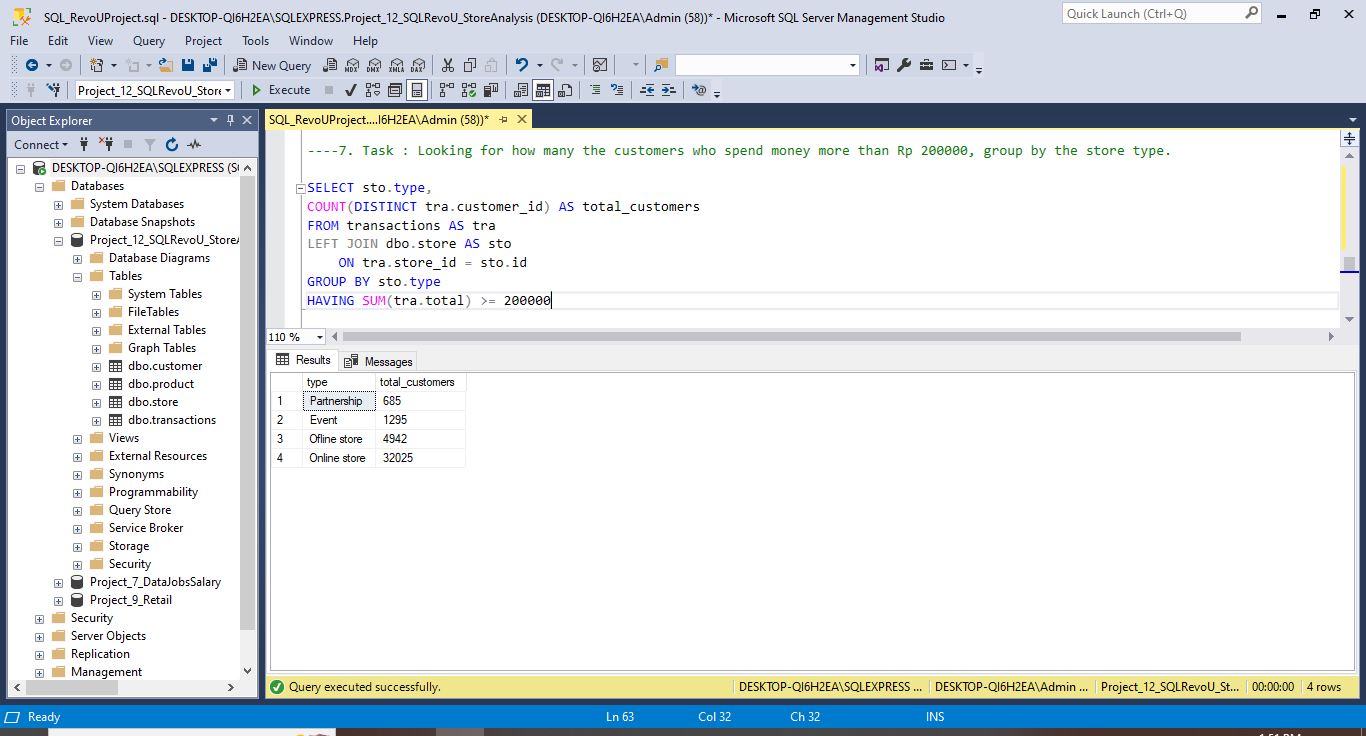 SQL_RevoUProject.sql - DESKTOP-QI6H2EA\SQLEXPRESS.Project_12_SQLRevoU_StoreAnalysis (DESKTOP-QI6H2EA\Admin (58))* - Microsoft SQL Server Management Studio
Quick Launch (Ctrl+Q)
File Edit View Query Project Tools Window Help
New Query MDX DMX XMLA DAX
Project_12_SQLRevoU_Store Execute
Object Explorer
SQL_RevoUProject....I6H2EA\Admin (58))*
Connect
DESKTOP-QI6H2EA\SQLEXPRESS (S
Databases
System Databases
Database Snapshots
Project_12_SQLRevoU_Store
Database Diagrams
Tables
System Tables
FileTables
External Tables
Graph Tables
dbo.customer
dbo.product
dbo.store
dbo.transactions
Views
External Resources
Synonyms
Programmability
Query Store
Service Broker
Storage
Security
Project_7_DataJobsSalary
Project_9_Retail
Security
Server Objects
Replication
Management
----7. Task : Looking for how many the customers who spend money more than Rp 200000, group by the store type.
SELECT sto.type,
COUNT(DISTINCT tra.customer_id) AS total_customers
FROM transactions AS tra
LEFT JOIN dbo.store AS sto
ON tra.store_id = sto.id
GROUP BY sto.type
HAVING SUM(tra.total) >= 200000
110 %
Results Messages
type total_customers
1 Partnership 685
2 Event 1295
3 Ofline store 4942
4 Online store 32025
Query executed successfully. DESKTOP-QI6H2EA\SQLEXPRESS ... DESKTOP-QI6H2EA\Admin ... Project_12_SQLRevoU_St... 00:00:00 4 rows
Ready Ln 63 Col 32 Ch 32 INS